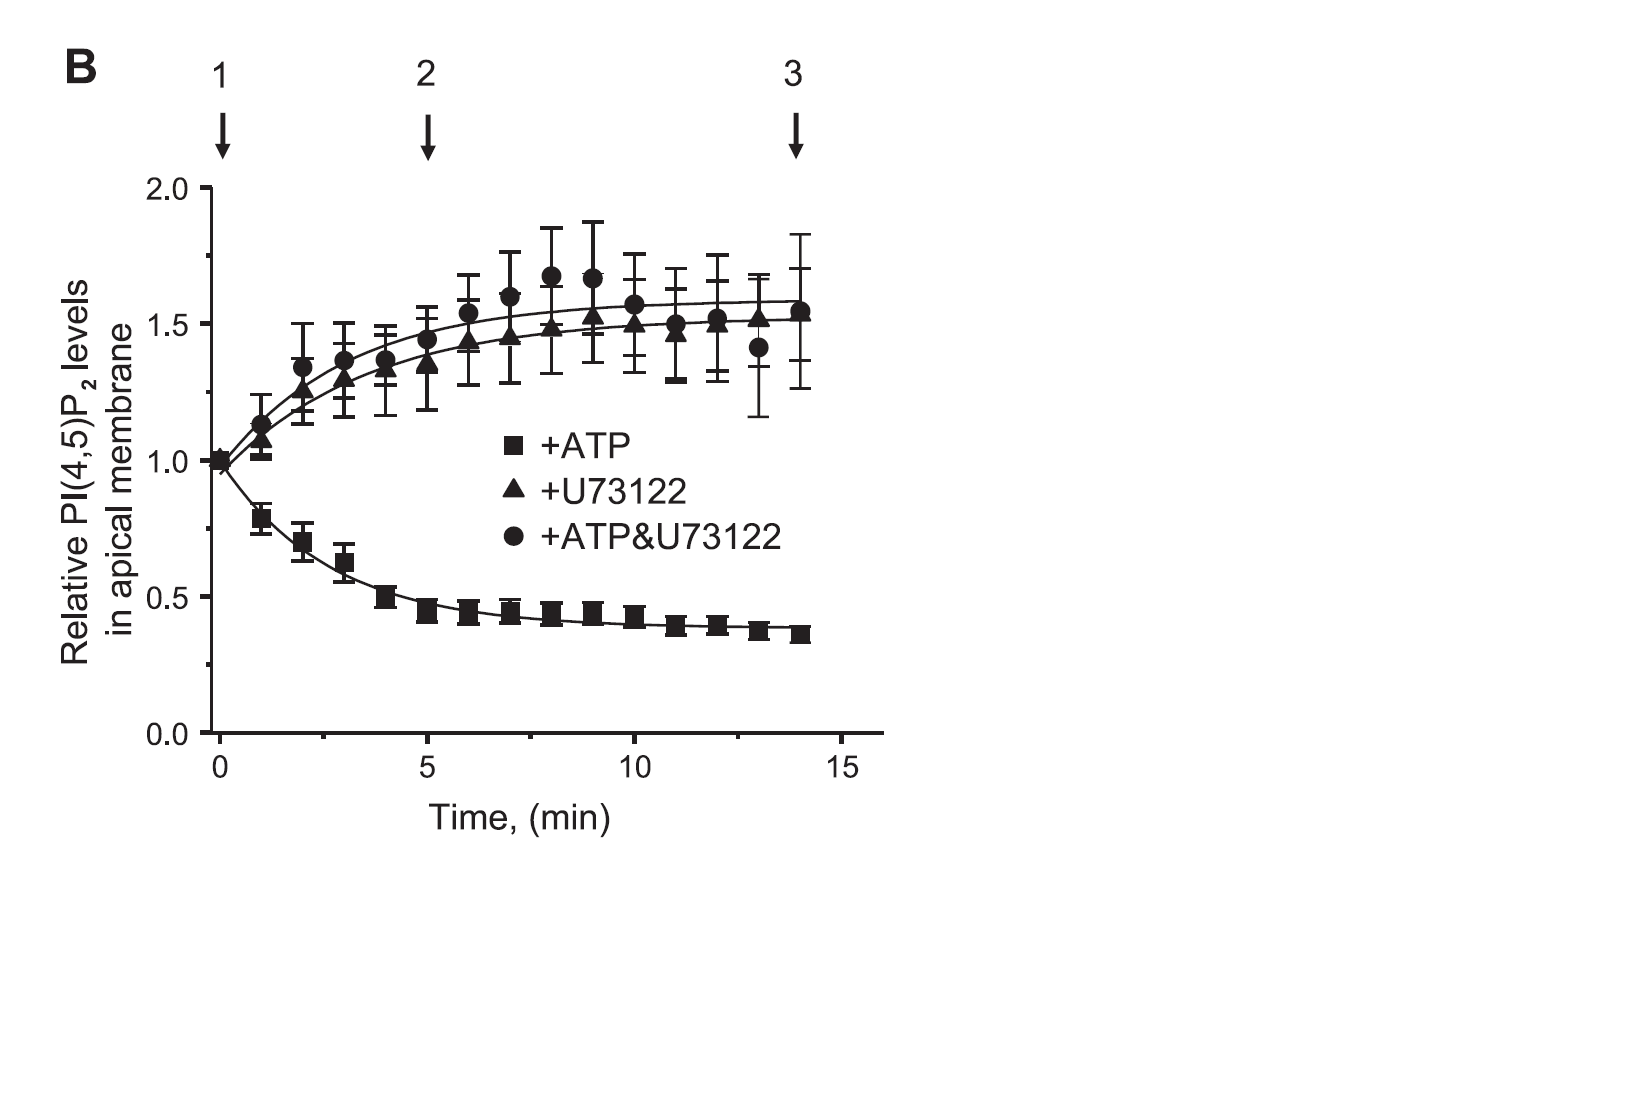 B
1 2 3
2.0
1.5
1.0
0.5
0.0
Relative PI(4,5)P2 levels
in apical membrane
+ATP
+U73122
+ATP&U73122
0 5 10 15
Time, (min)